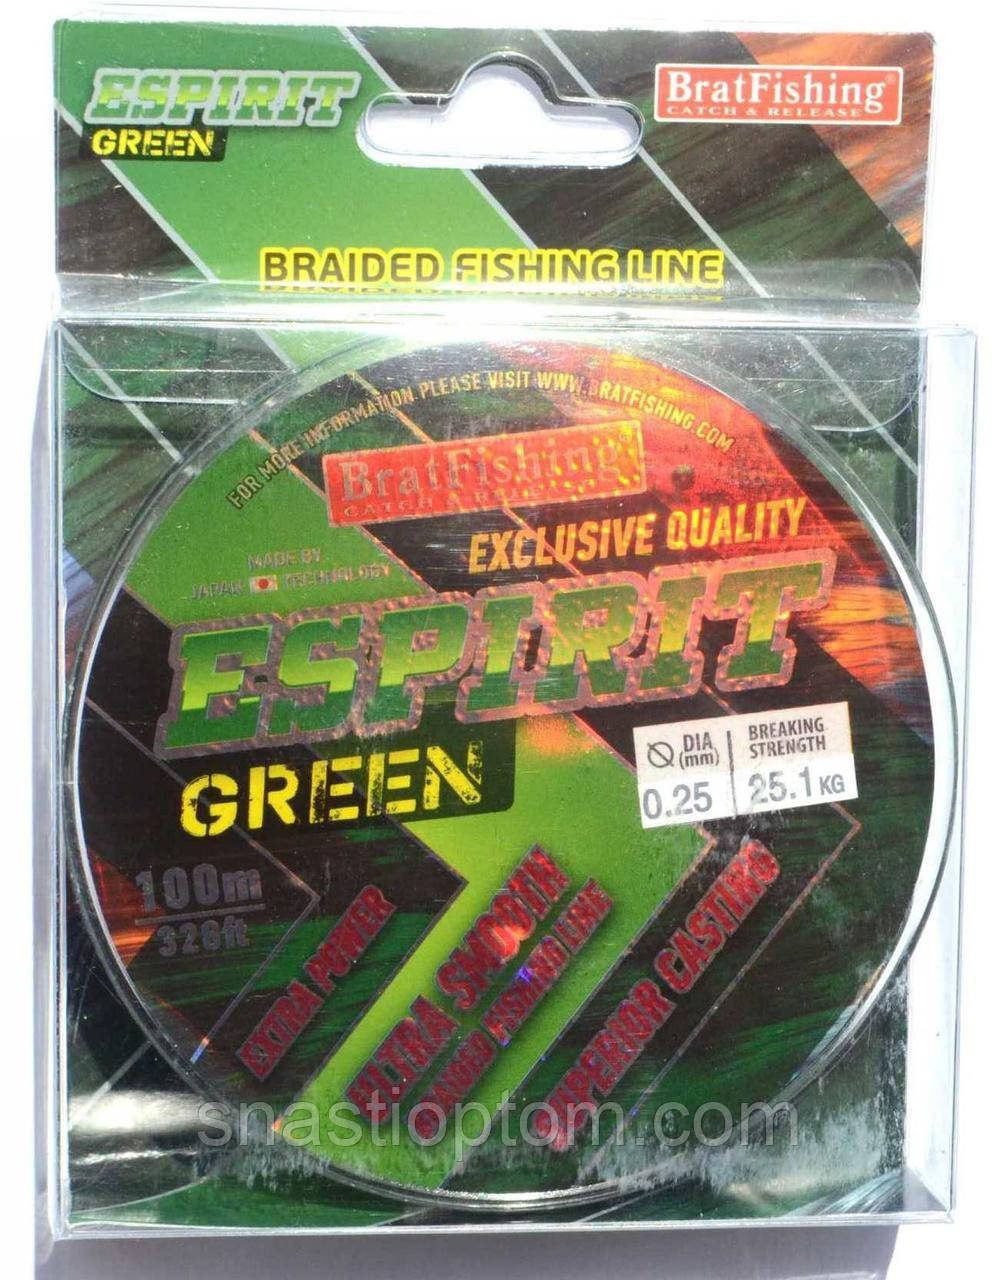 ESPIRIT
GREEN
BratFishing®
CATCH & RELEASE
BRAIDED FISHING LINE
FOR MORE INFORMATION PLEASE VISIT WWW.BRATFISHING.COM
BratFishing
CATCH & RELEASE
EXCLUSIVE QUALITY
MADE BY
JAPAN TECHNOLOGY
ESPIRIT
GREEN
DIA
(mm)
0.25
BREAKING
STRENGTH
25.1 KG
100m
328ft
EXTRA POWER
ULTRA SMOOTH
BRAIDED FISHING LINE
SUPERIOR CASTING
snastioptom.com